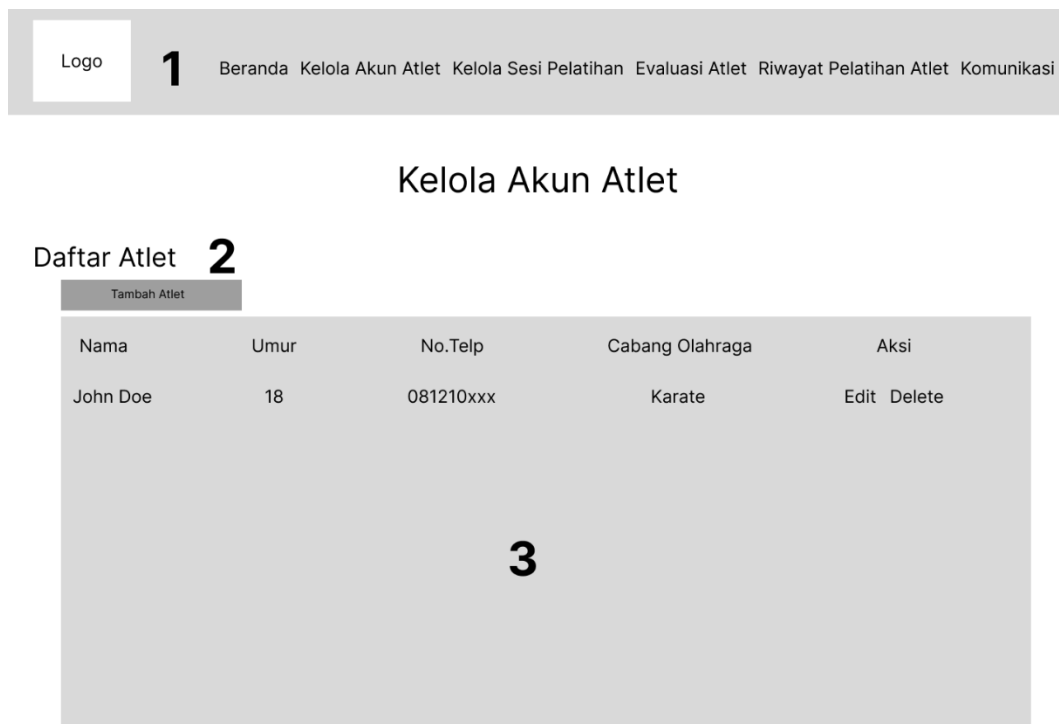 Logo
1
Beranda Kelola Akun Atlet Kelola Sesi Pelatihan Evaluasi Atlet Riwayat Pelatihan Atlet Komunikasi
Kelola Akun Atlet
Daftar Atlet 2
Tambah Atlet
Nama Umur No.Telp Cabang Olahraga Aksi
John Doe 18 081210xxx Karate Edit Delete
3